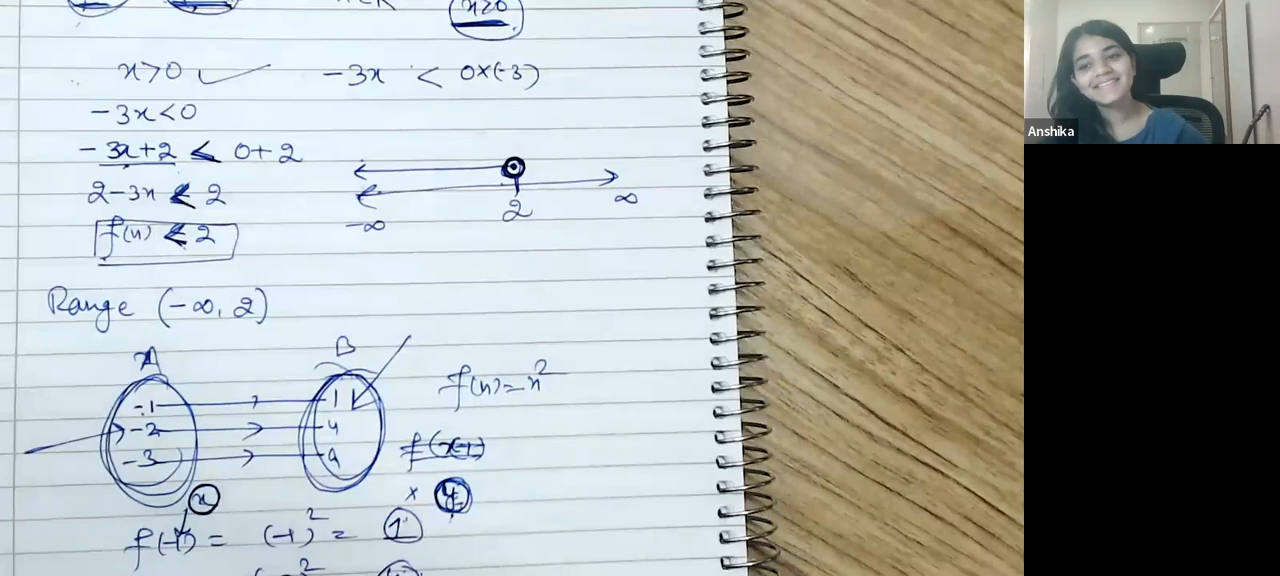 x≥0
x>0 ✓ -3x < 0×(-3)
-3x<0
-3x+2 < 0+2
2-3x < 2
f(x) < 2
-∞ 2 ∞
Range (-∞, 2)
A B
-1 1
-2 4
-3 9
f(x)=x²
x y
f(-1) = (-1)² = 1
Anshika